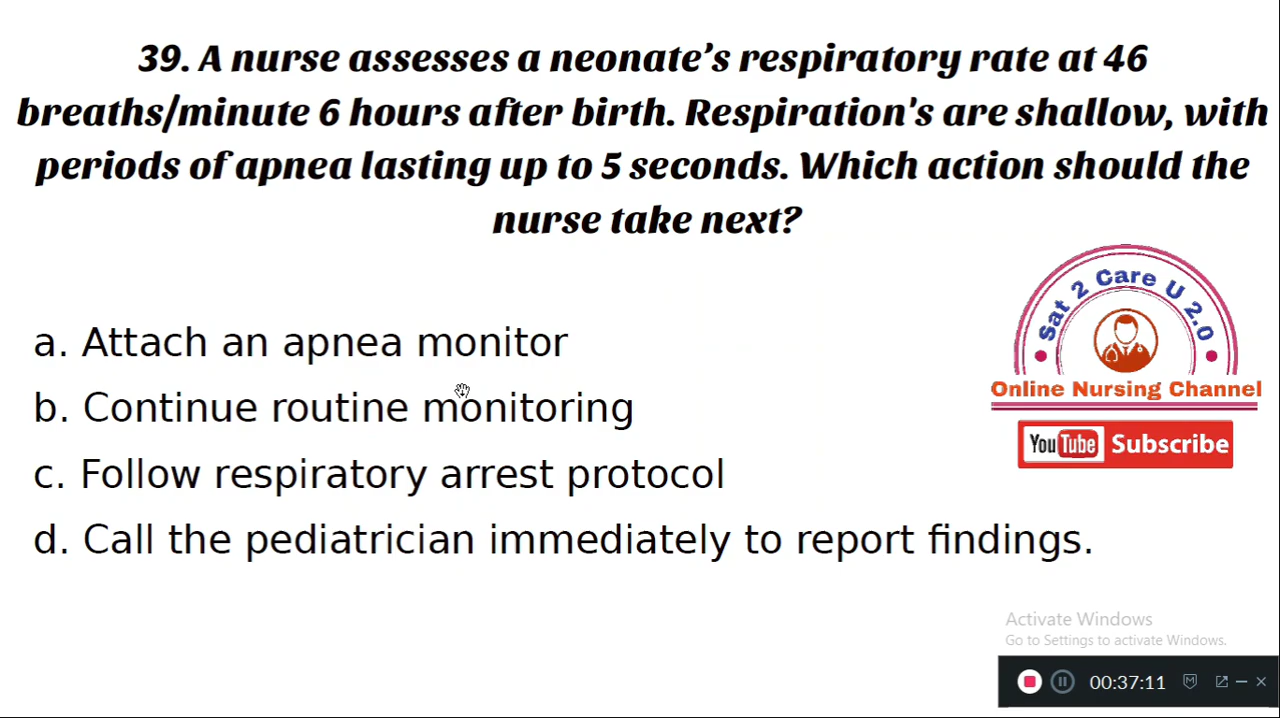 39. A nurse assesses a neonate’s respiratory rate at 46
breaths/minute 6 hours after birth. Respiration's are shallow, with
periods of apnea lasting up to 5 seconds. Which action should the
nurse take next?
a. Attach an apnea monitor
b. Continue routine monitoring
c. Follow respiratory arrest protocol
d. Call the pediatrician immediately to report findings.
Sat 2 Care U 2.0
Online Nursing Channel
YouTube Subscribe
Activate Windows
Go to Settings to activate Windows.
00:37:11